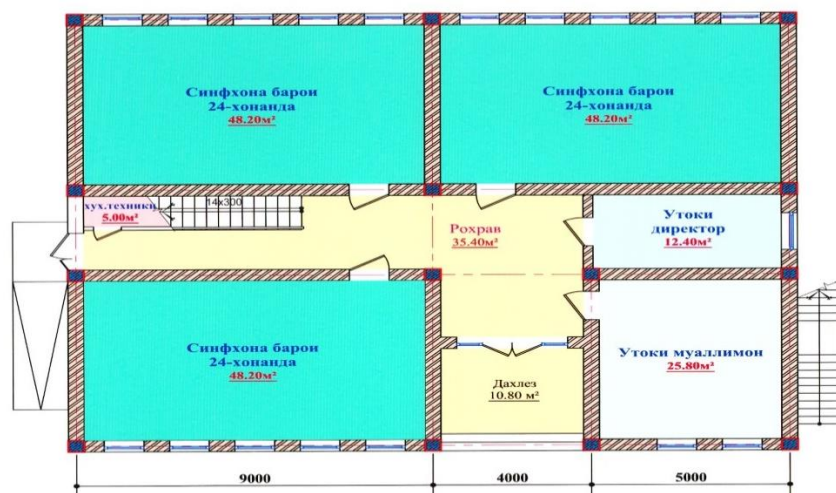 Синфхона барои
24-хонанда
48.20м²
Синфхона барои
24-хонанда
48.20м²
хуч.техники
5.00м²
14x300
Рохрав
35.40м²
Утоки
директор
12.40м²
Синфхона барои
24-хонанда
48.20м²
Дахлез
10.80 м²
Утоки муаллимон
25.80м²
9000
4000
5000